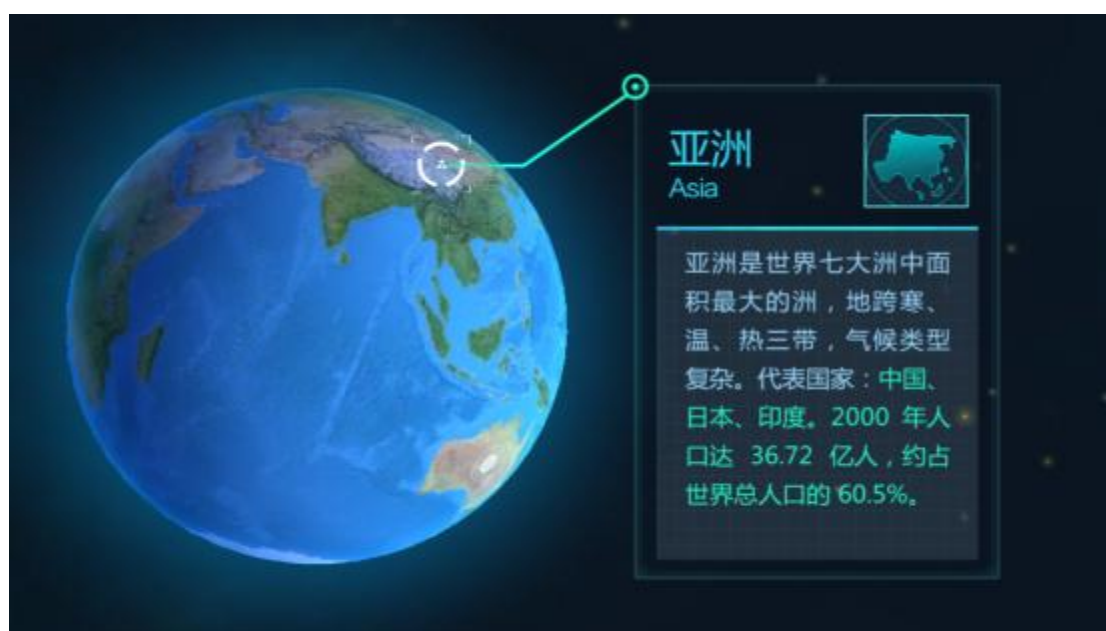 亚洲
Asia
亚洲是世界七大洲中面
积最大的洲，地跨寒、
温、热三带，气候类型
复杂。代表国家：中国、
日本、印度。2000 年人
口达 36.72 亿人，约占
世界总人口的 60.5%。